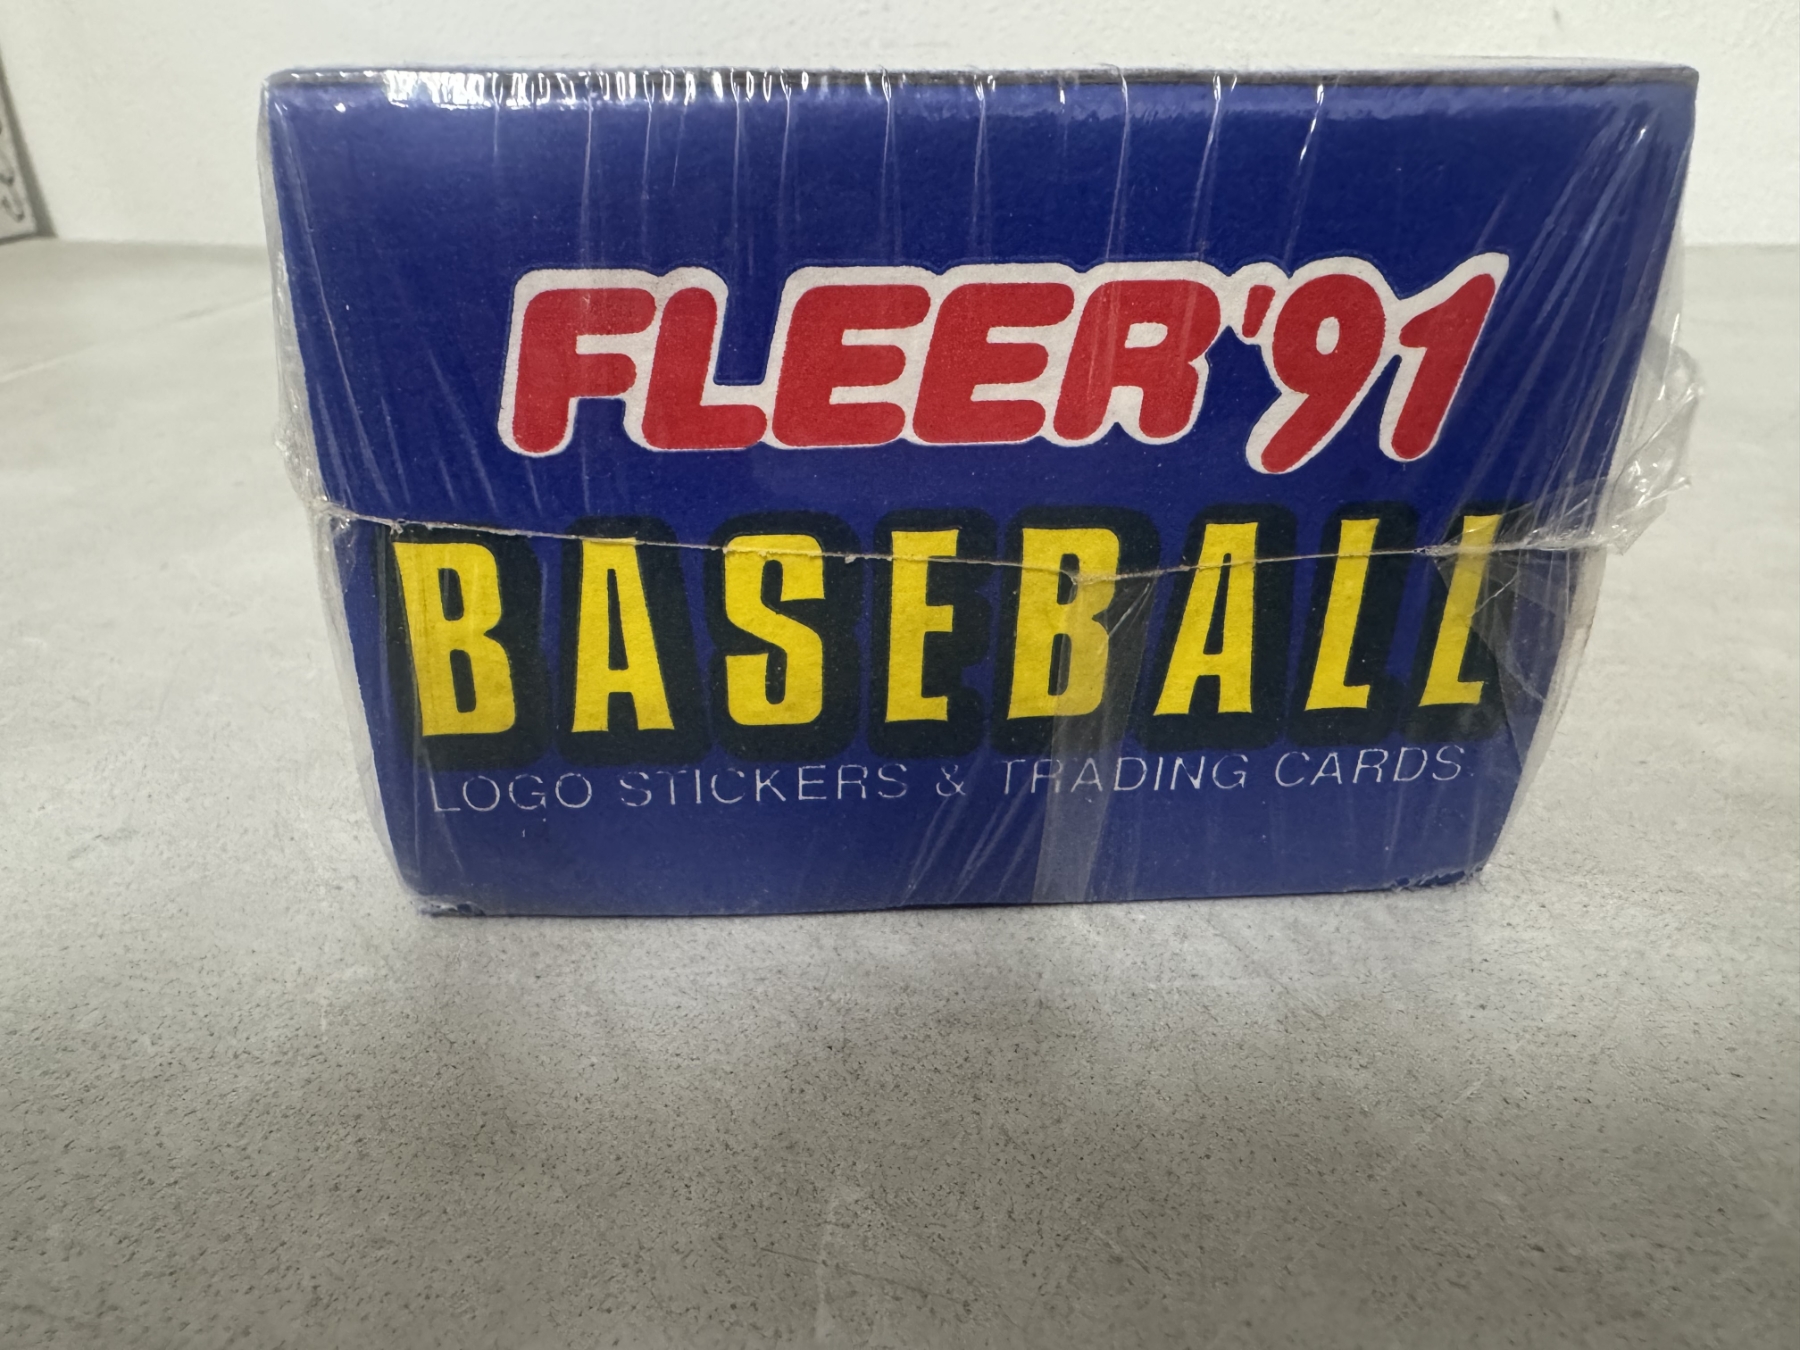 FLEER'91
BASEBALL
LOGO STICKERS & TRADING CARDS